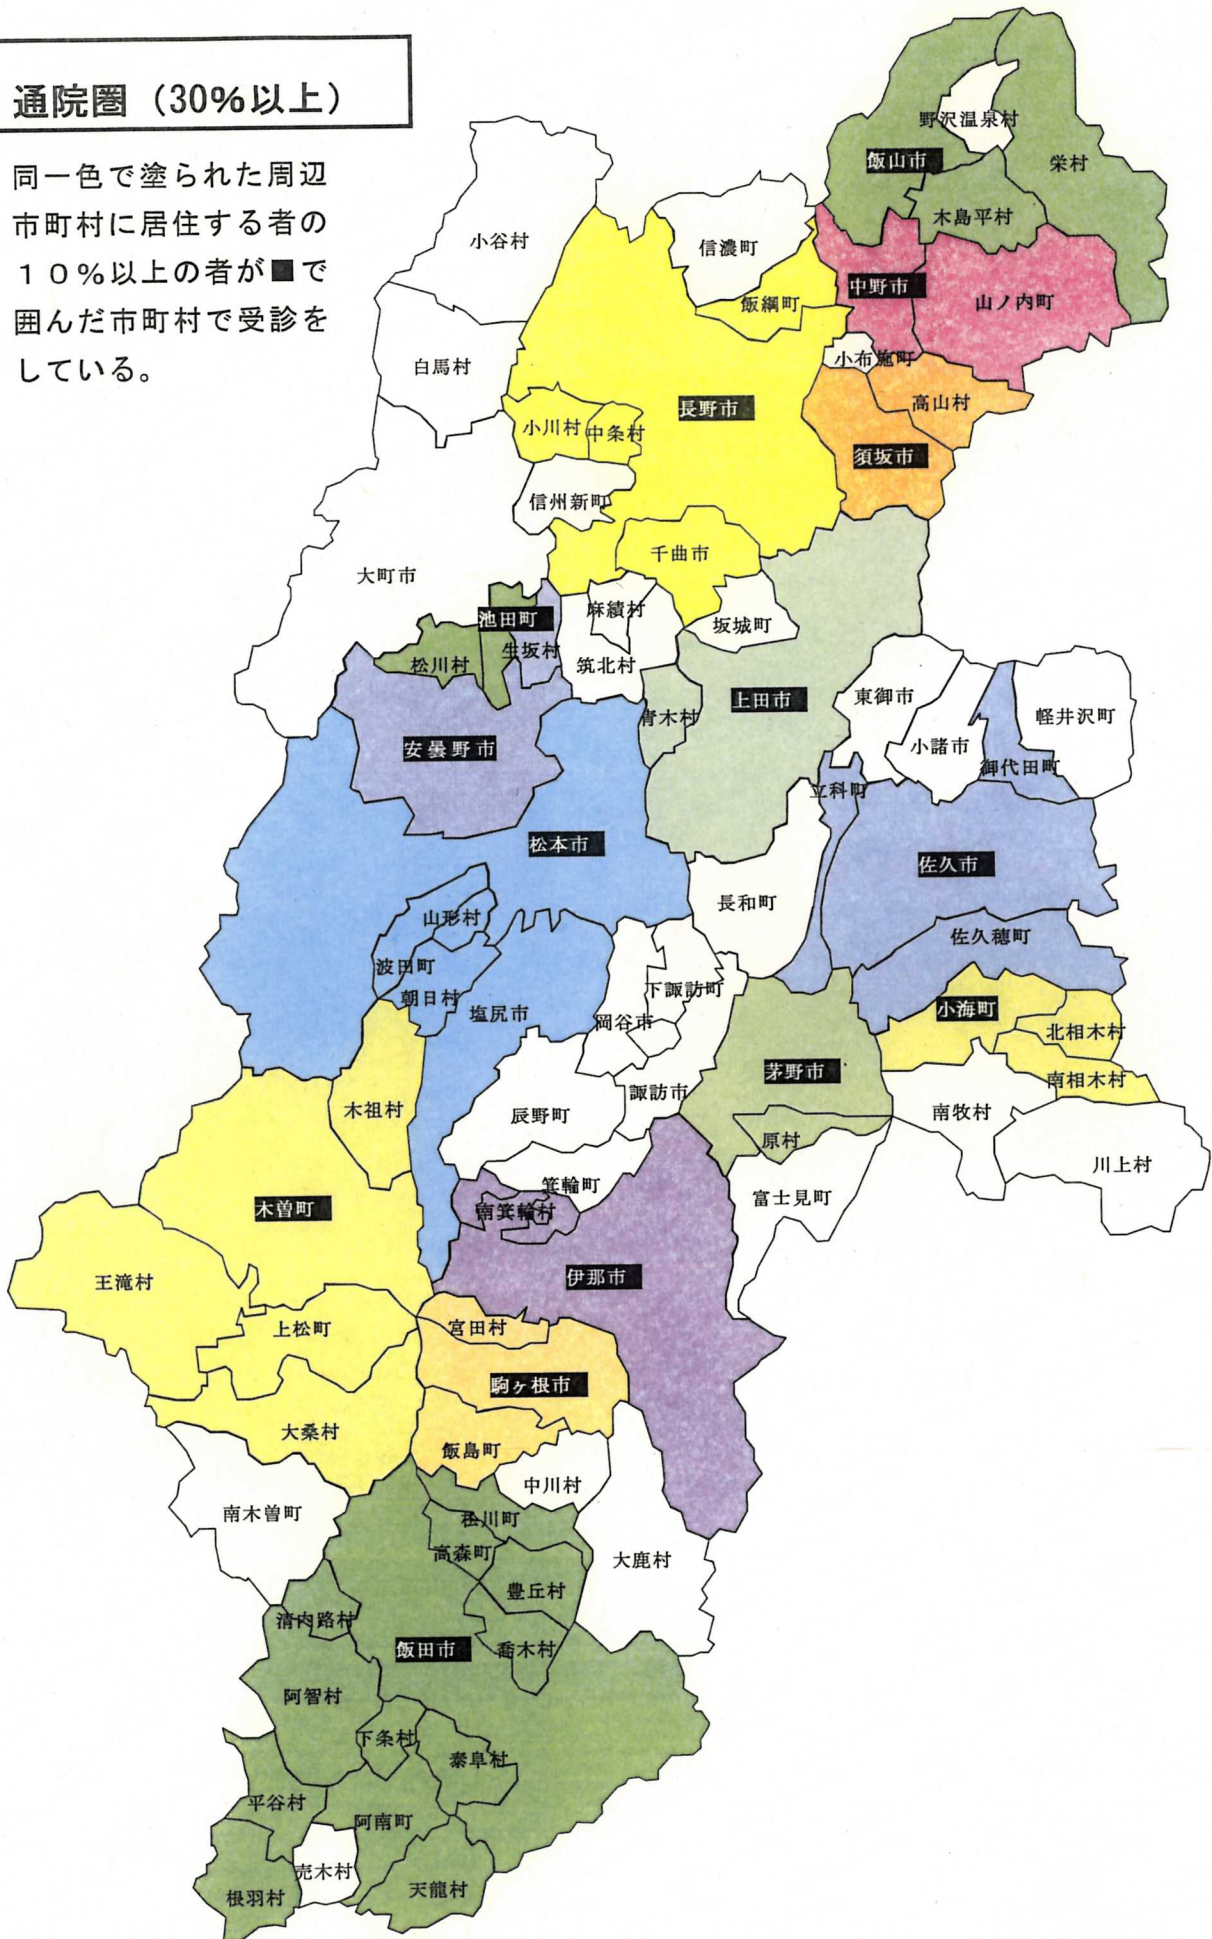 通院圏（30%以上）
同一色で塗られた周辺
市町村に居住する者の
１０％以上の者が■で
囲んだ市町村で受診を
している。
野沢温泉村
飯山市
栄村
木島平村
小谷村
信濃町
中野市
山ノ内町
飯綱町
白馬村
小布施町
高山村
長野市
小川村
中条村
須坂市
信州新町
千曲市
大町市
麻績村
池田町
坂城町
生坂村
松川村
筑北村
東御市
上田市
青木村
軽井沢町
小諸市
安曇野市
御代田町
立科町
松本市
佐久市
長和町
山形村
佐久穂町
波田町
朝日村
下諏訪町
塩尻市
岡谷市
小海町
北相木村
茅野市
南相木村
諏訪市
木祖村
辰野町
南牧村
原村
川上村
箕輪町
富士見町
木曽町
南箕輪村
伊那市
王滝村
上松町
宮田村
駒ヶ根市
大桑村
飯島町
中川村
南木曽町
松川町
高森町
大鹿村
豊丘村
清内路村
飯田市
喬木村
阿智村
下条村
泰阜村
平谷村
阿南町
売木村
天龍村
根羽村